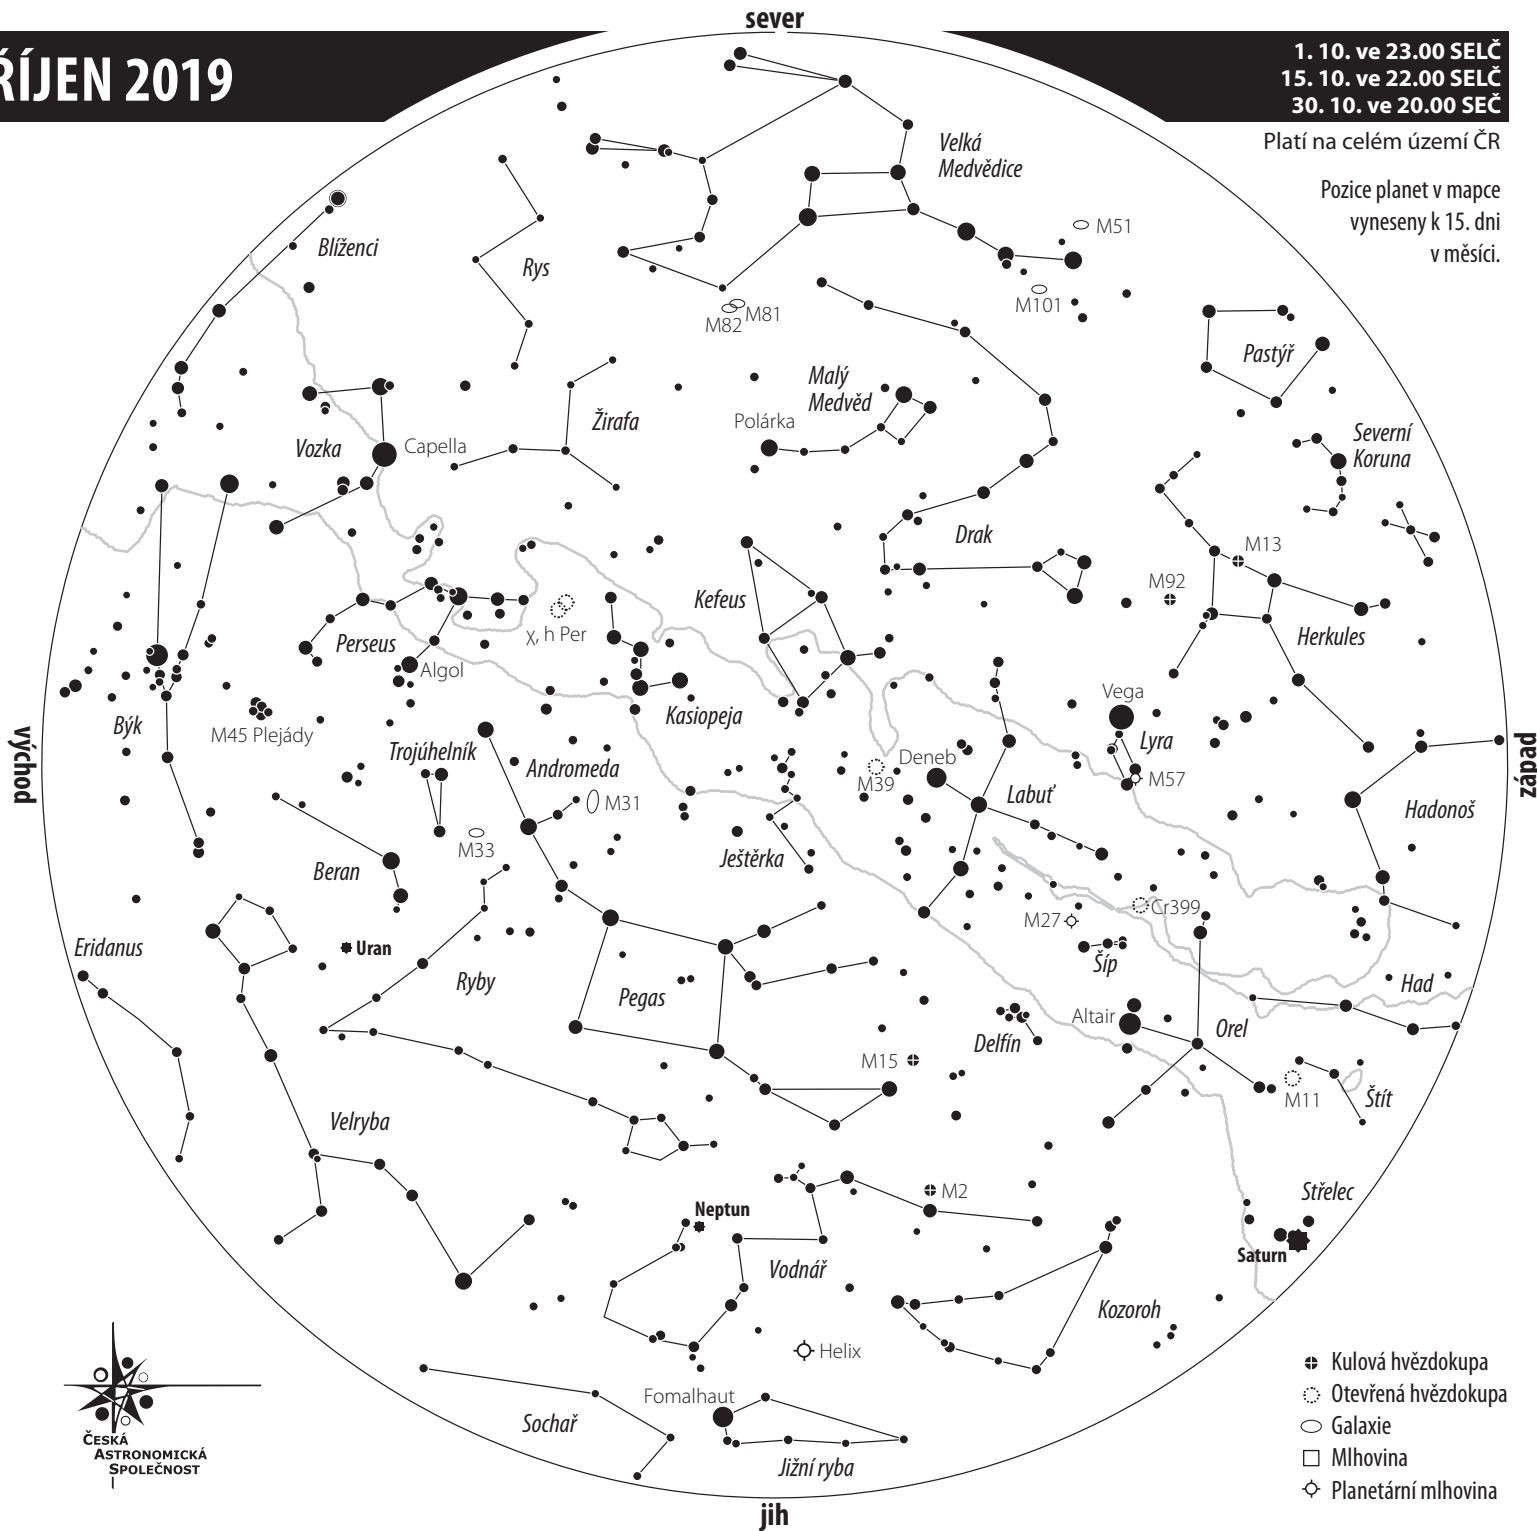 sever
ŘÍJEN 2019
1. 10. ve 23.00 SELČ
15. 10. ve 22.00 SELČ
30. 10. ve 20.00 SEČ
Platí na celém území ČR
Pozice planet v mapce
vyneseny k 15. dni
v měsíci.
Velká
Medvědice
M51
M101
Blíženci
Rys
M81
M82
Pastýř
Malý
Medvěd
Polárka
Žirafa
Vozka
Capella
Severní
Koruna
Drak
M13
M92
Kefeus
χ, h Per
Perseus
Algol
Herkules
Kasiopeja
Vega
Lyra
M57
Býk
M45 Plejády
Trojúhelník
Andromeda
M31
M33
východ
západ
M39
Deneb
Labuť
Hadonoš
Ještěrka
Beran
M27
Cr399
Šíp
Eridanus
Uran
Ryby
Pegas
Had
Altair
Orel
Delfín
M15
M11
Štít
Velryba
M2
Střelec
Saturn
Neptun
Vodnář
Kozoroh
Helix
Fomalhaut
Sochař
Jižní ryba
jih
Kulová hvězdokupa
Otevřená hvězdokupa
Galaxie
Mlhovina
Planetární mlhovina
ČESKÁ
ASTRONOMICKÁ
SPOLEČNOST